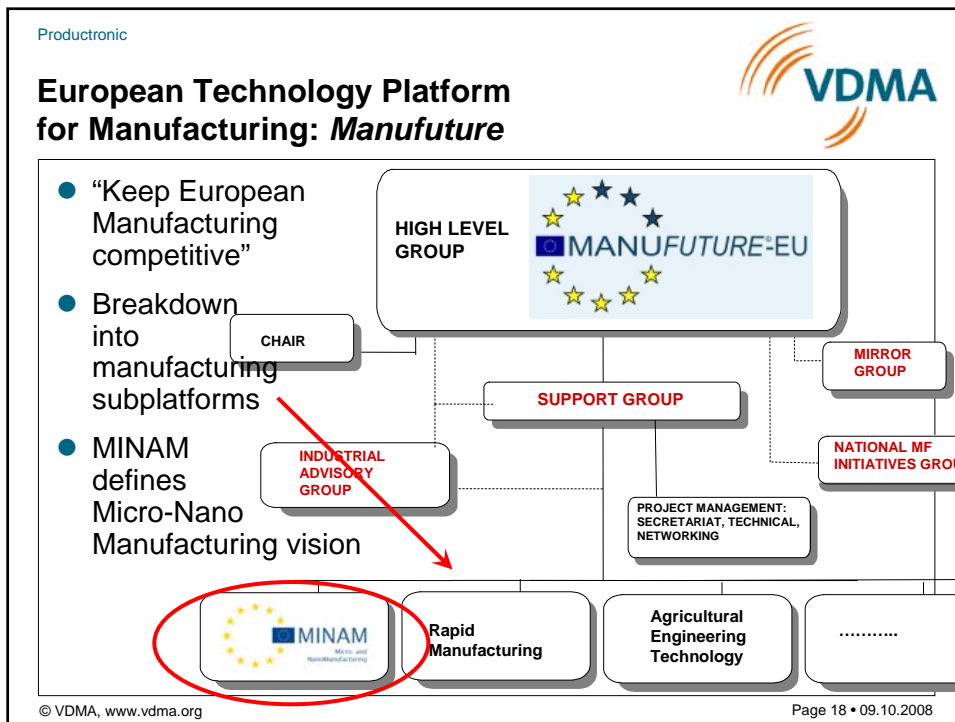 Productronic
VDMA
European Technology Platform
for Manufacturing: Manufuture
“Keep European
Manufacturing
competitive”
Breakdown
into
manufacturing
subplatforms
MINAM
defines
Micro-Nano
Manufacturing vision
HIGH LEVEL
GROUP
MANUFUTURE®-EU
CHAIR
MIRROR
GROUP
SUPPORT GROUP
INDUSTRIAL
ADVISORY
GROUP
NATIONAL MF
INITIATIVES GROU
PROJECT MANAGEMENT:
SECRETARIAT, TECHNICAL,
NETWORKING
MINAM
Micro- and
NanoManufacturing
Rapid
Manufacturing
Agricultural
Engineering
Technology
………..
© VDMA, www.vdma.org
Page 18 • 09.10.2008